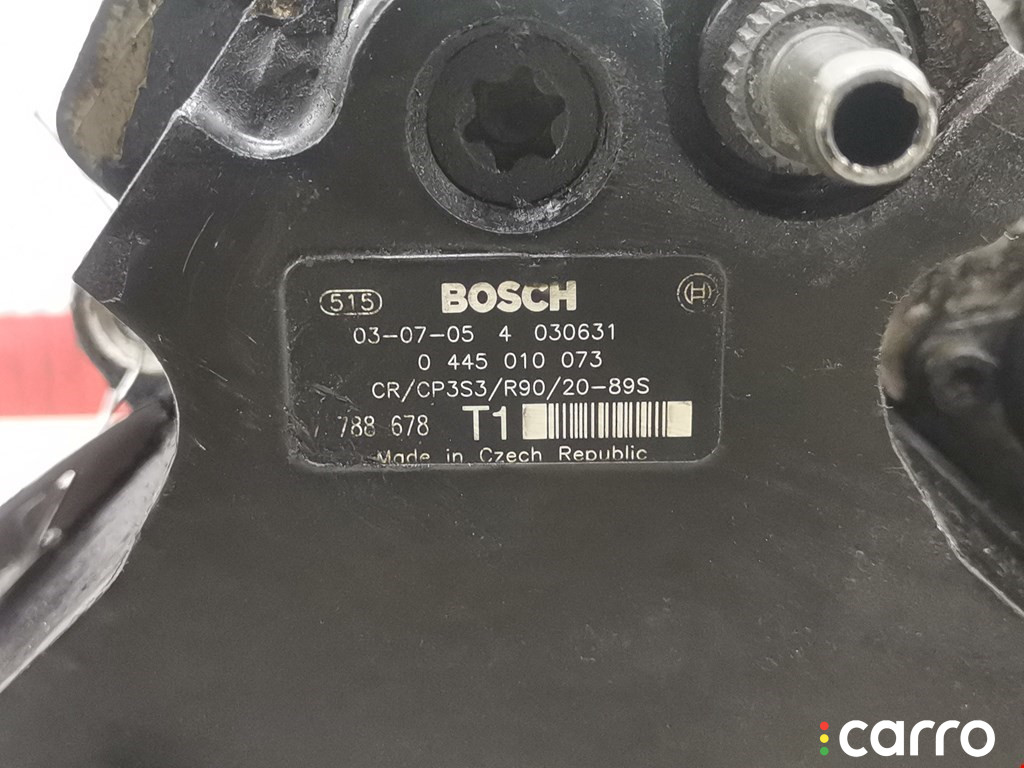 515 BOSCH
03-07-05 4 030631
0 445 010 073
CR/CP3S3/R90/20-89S
788 678 T1
Made in Czech Republic
carro